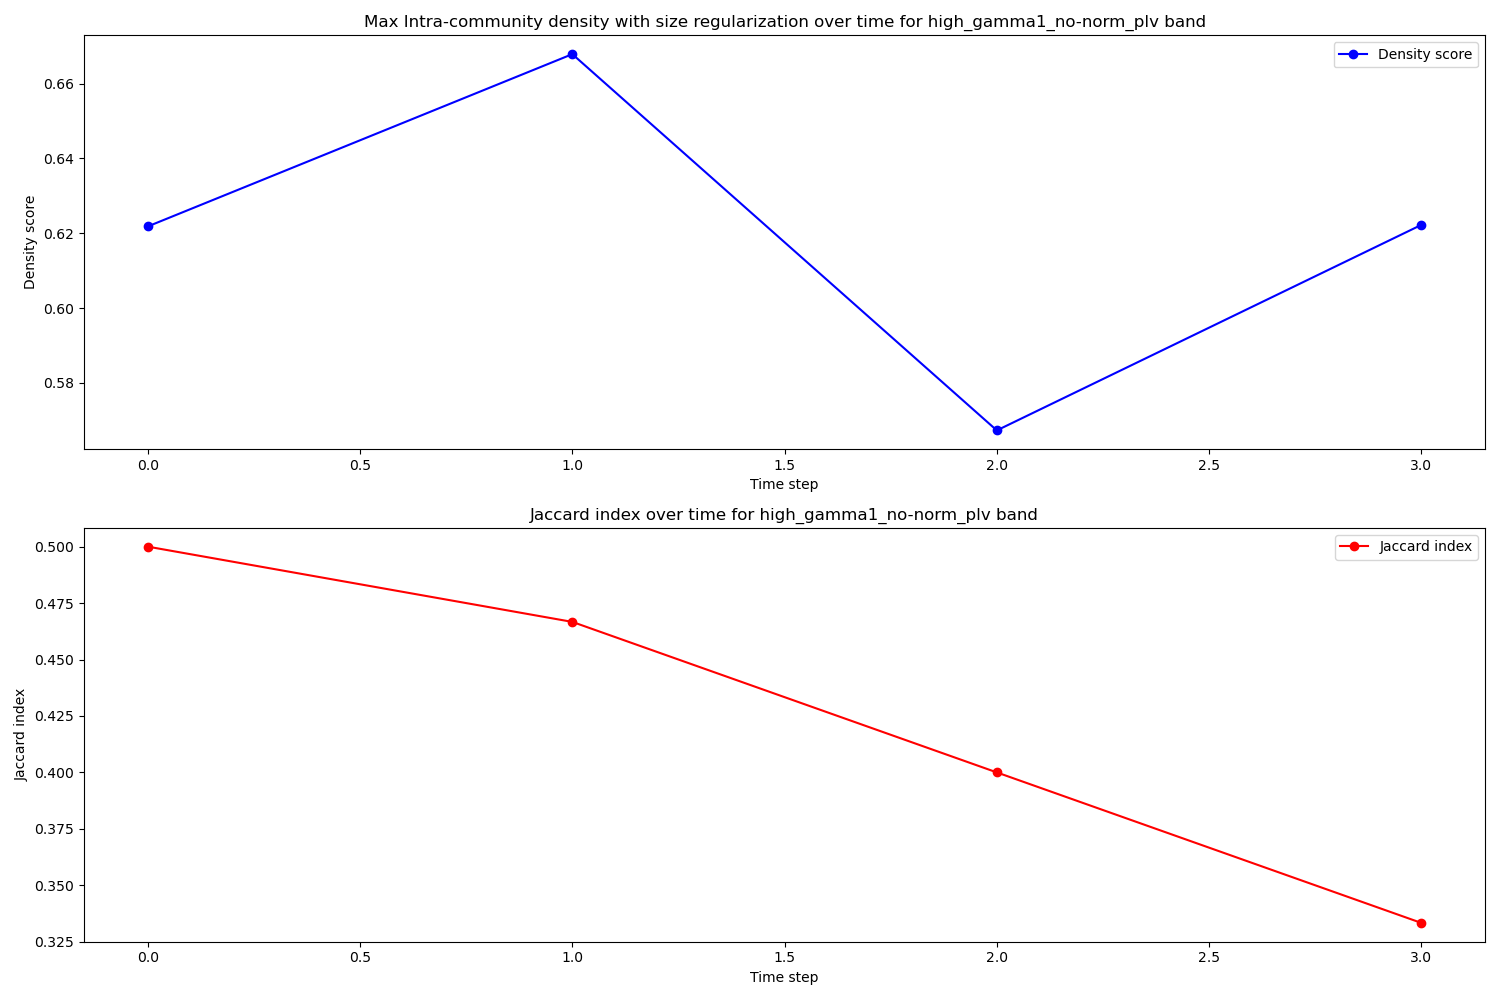 Max Intra-community density with size regularization over time for high_gamma1_no-norm_plv band
Density score
0.66
0.64
0.62
0.60
0.58
Density score
0.0 0.5 1.0 1.5 2.0 2.5 3.0
Time step
Jaccard index over time for high_gamma1_no-norm_plv band
Jaccard index
0.500
0.475
0.450
0.425
0.400
0.375
0.350
0.325
Jaccard index
0.0 0.5 1.0 1.5 2.0 2.5 3.0
Time step